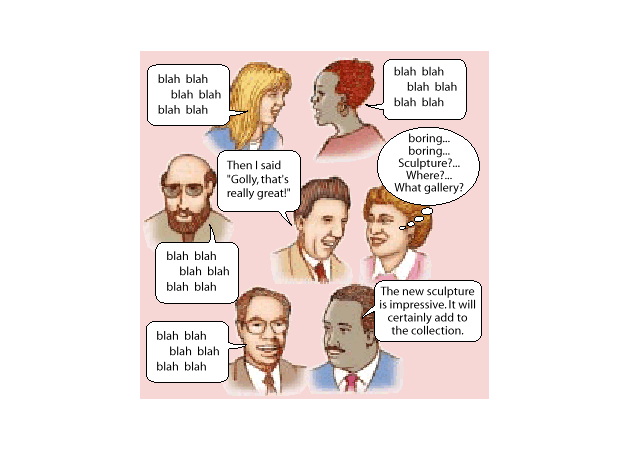 blah blah
blah blah
blah blah
blah blah
blah blah
blah blah
boring...
boring...
Sculpture?...
Where?...
What gallery?
Then I said
"Golly, that's
really great!"
blah blah
blah blah
blah blah
The new sculpture
is impressive. It will
certainly add to
the collection.
blah blah
blah blah
blah blah